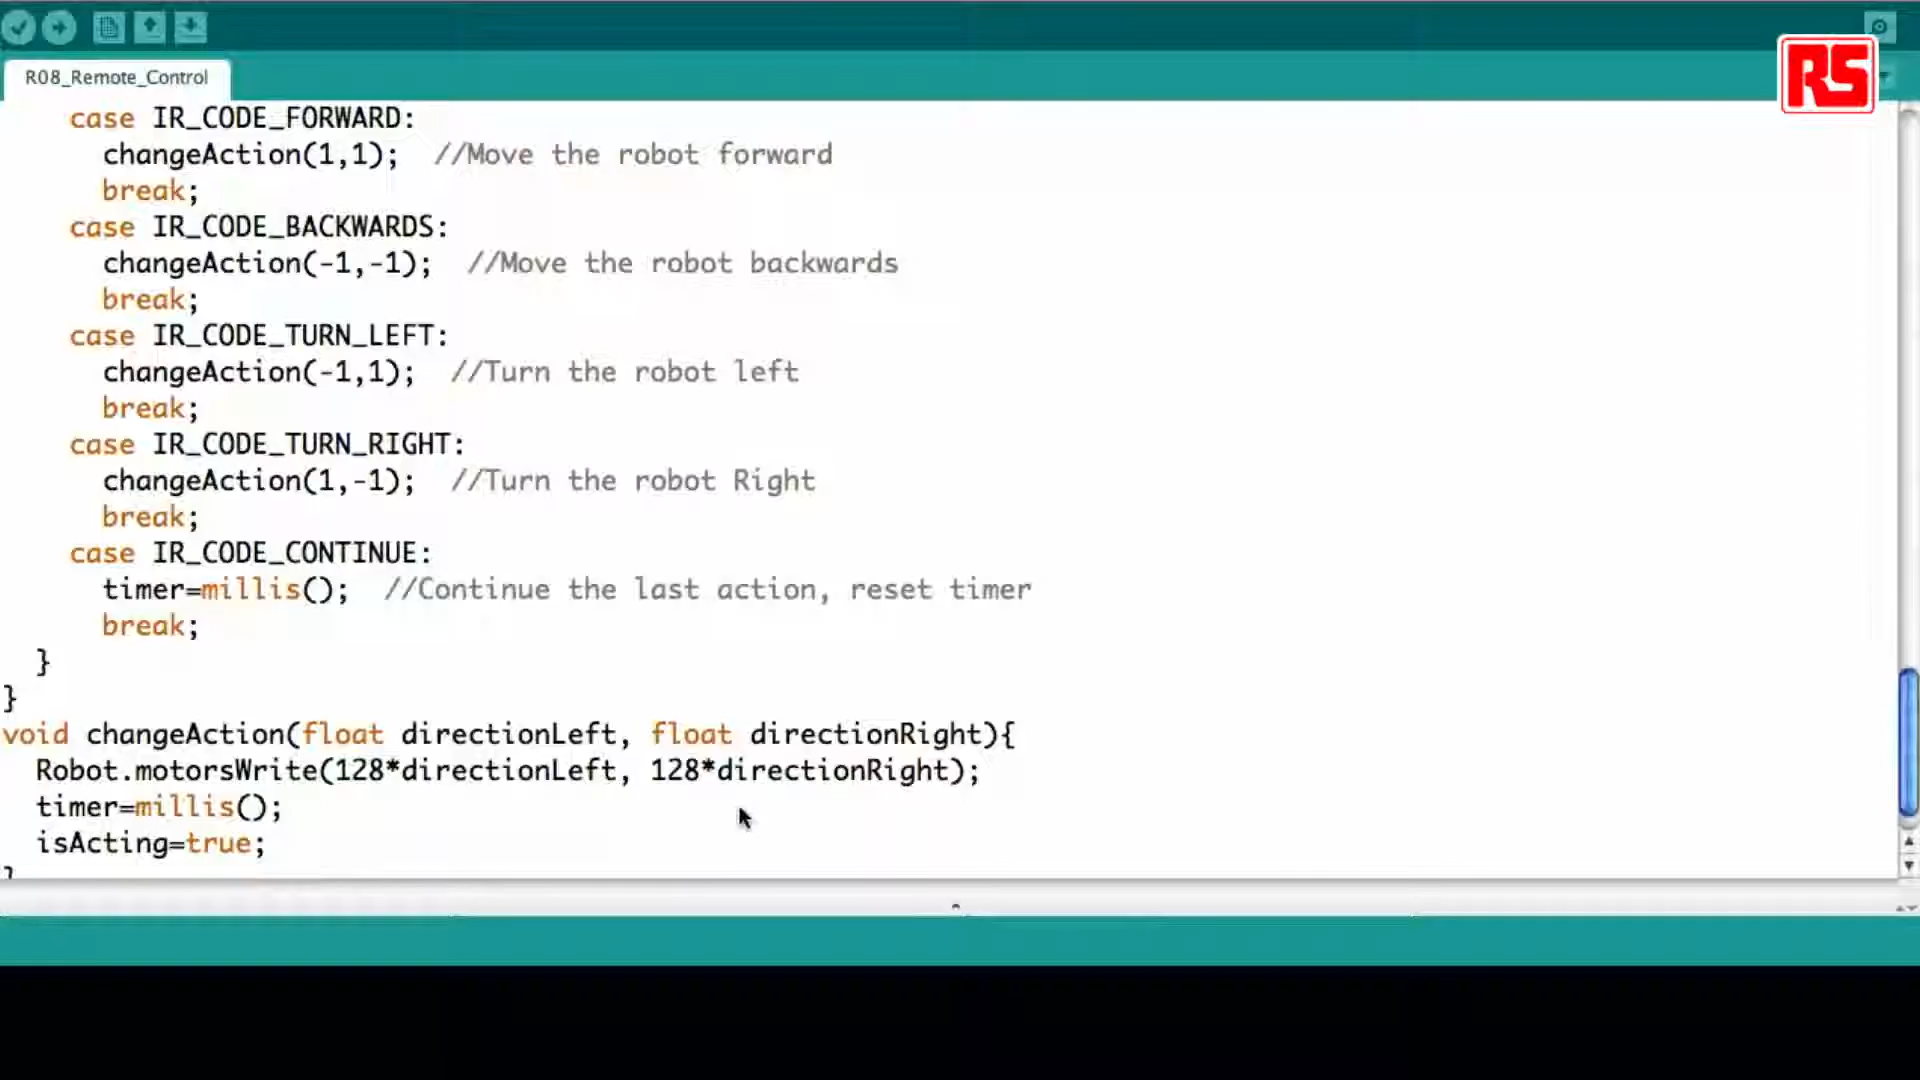 R08_Remote_Control
RS
case IR_CODE_FORWARD:
changeAction(1,1);  //Move the robot forward
break;
case IR_CODE_BACKWARDS:
changeAction(-1,-1);  //Move the robot backwards
break;
case IR_CODE_TURN_LEFT:
changeAction(-1,1);  //Turn the robot left
break;
case IR_CODE_TURN_RIGHT:
changeAction(1,-1);  //Turn the robot Right
break;
case IR_CODE_CONTINUE:
timer=millis();  //Continue the last action, reset timer
break;
}
}
void changeAction(float directionLeft, float directionRight){
Robot.motorsWrite(128*directionLeft, 128*directionRight);
timer=millis();
isActing=true;
}